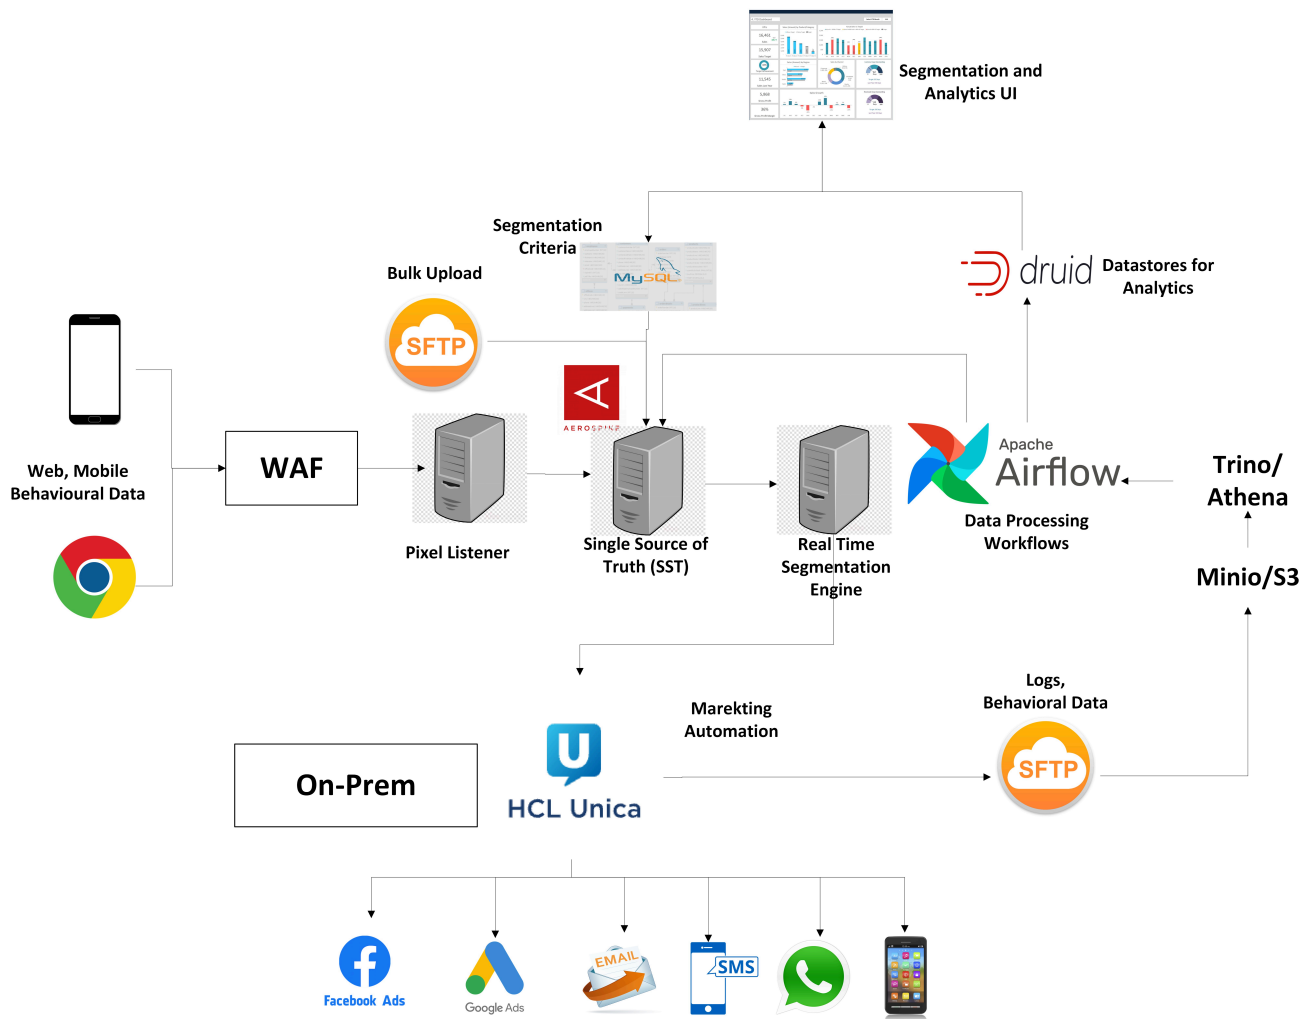 Segmentation and
Analytics UI
Segmentation
Criteria
MySQL
Bulk Upload
SFTP
druid
Datastores for
Analytics
AEROSPIKE
Web, Mobile
Behavioural Data
WAF
Pixel Listener
Single Source of
Truth (SST)
Real Time
Segmentation
Engine
Apache
Airflow
Data Processing
Workflows
Trino/
Athena
Minio/S3
Logs,
Behavioral Data
SFTP
Marekting
Automation
On-Prem
U
HCL Unica
Facebook Ads
Google Ads
EMAIL
SMS